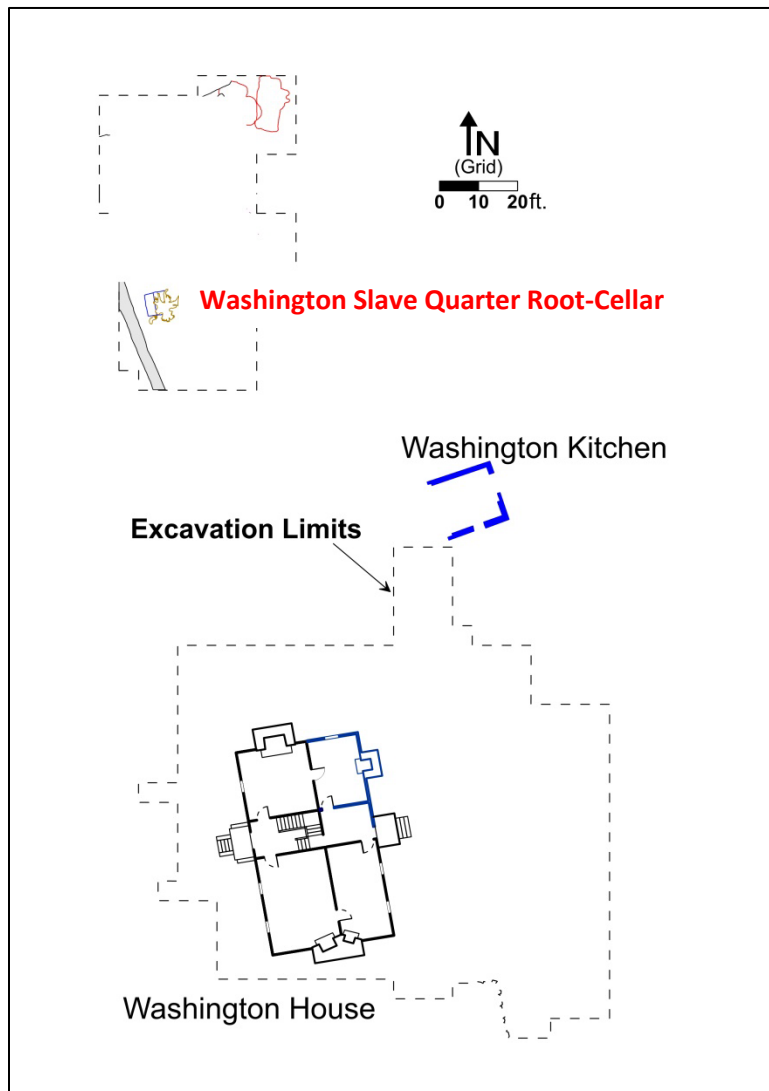 N
(Grid)
0 10 20ft.
Washington Slave Quarter Root-Cellar
Washington Kitchen
Excavation Limits
Washington House